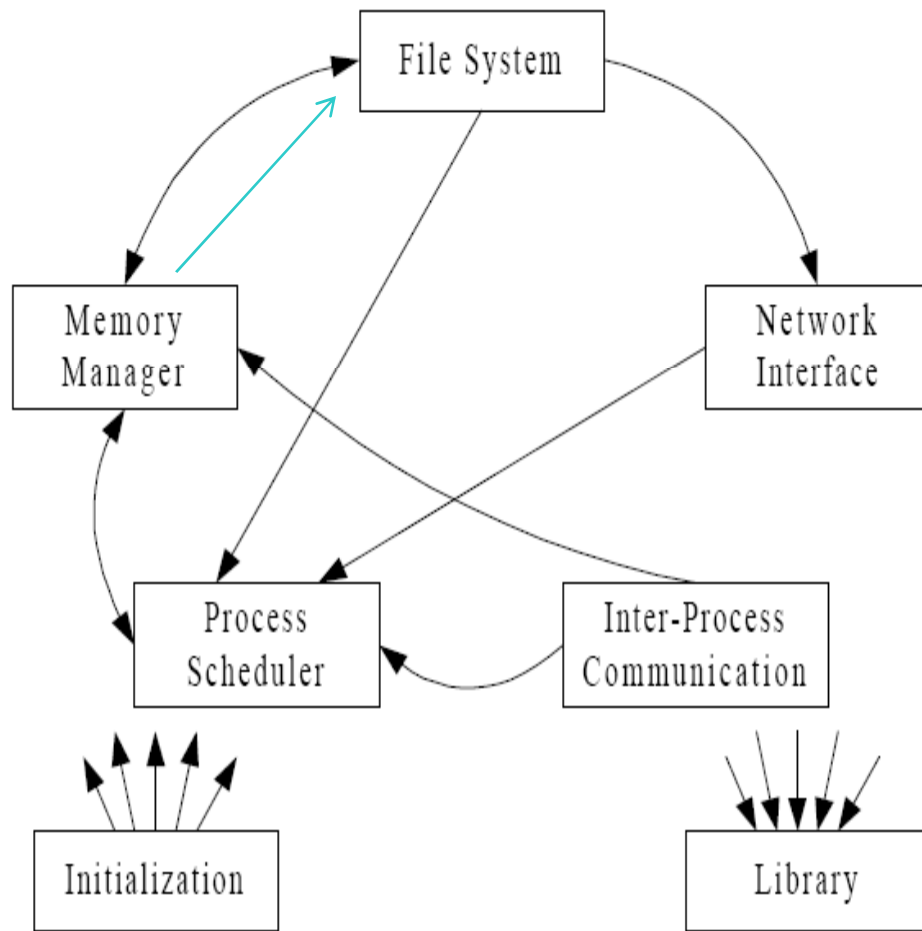 File System
Memory
Manager
Network
Interface
Process
Scheduler
Inter-Process
Communication
Initialization
Library